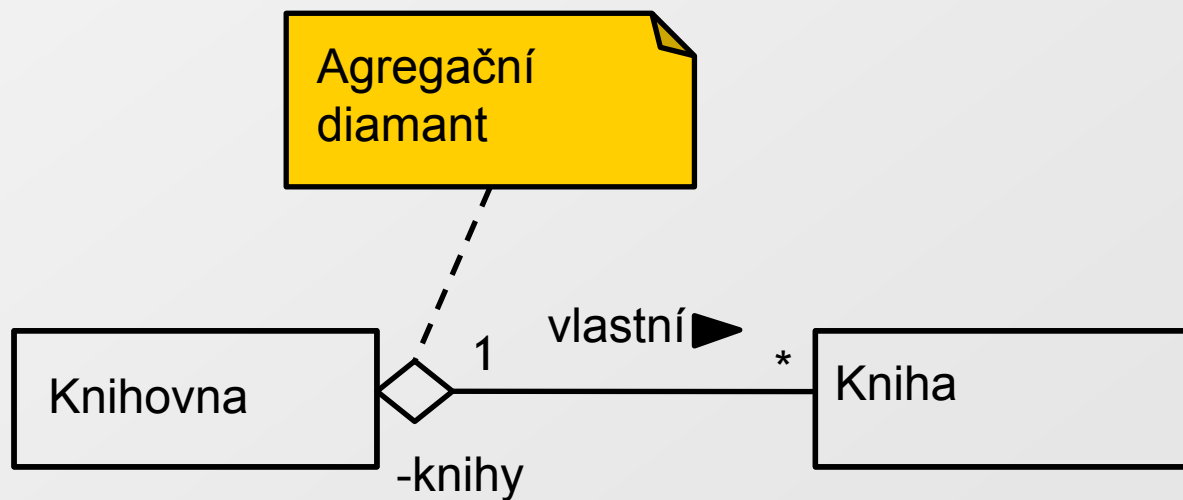 Agregační
diamant
vlastní
1
*
Knihovna
Kniha
-knihy